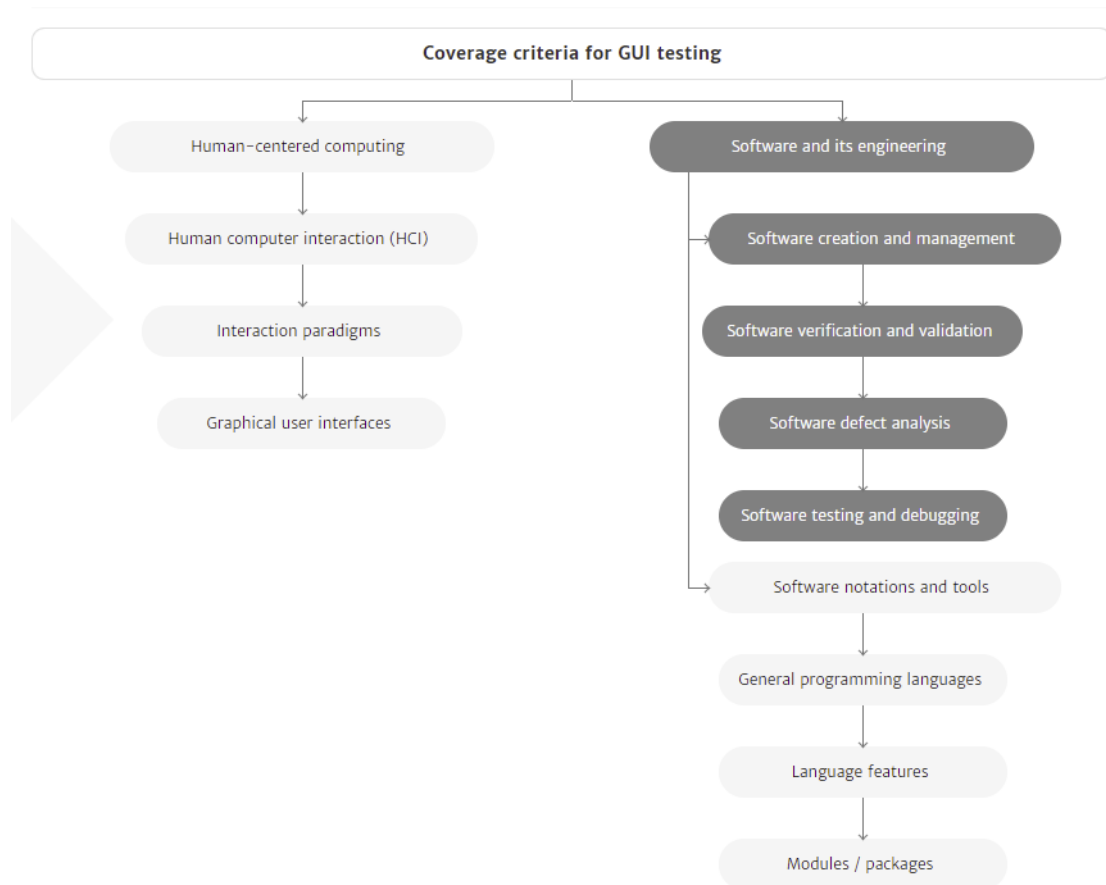 Coverage criteria for GUI testing
Human-centered computing
Human computer interaction (HCI)
Interaction paradigms
Graphical user interfaces
Software and its engineering
Software creation and management
Software verification and validation
Software defect analysis
Software testing and debugging
Software notations and tools
General programming languages
Language features
Modules / packages